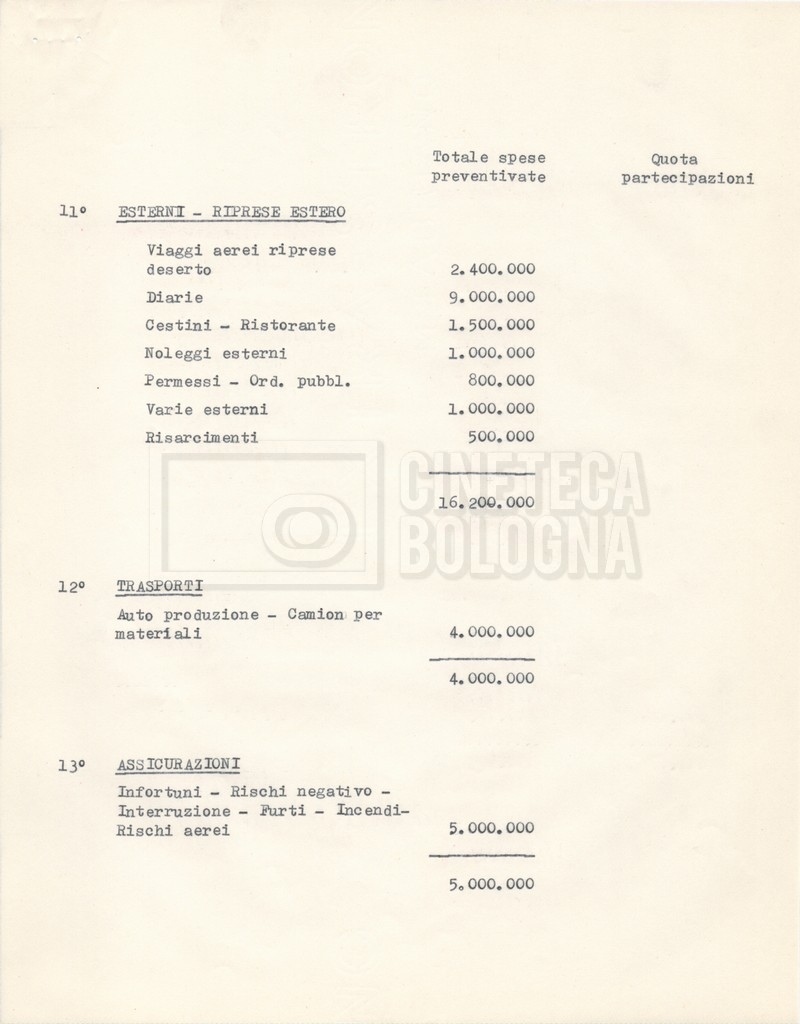 Totale spese Quota
preventivate partecipazioni
11° ESTERNI - RIPRESE ESTERO
Viaggi aerei riprese
deserto 2.400.000
Diarie 9.000.000
Cestini - Ristorante 1.500.000
Noleggi esterni 1.000.000
Permessi - Ord. pubbl. 800.000
Varie esterni 1.000.000
Risarcimenti 500.000
16.200.000
CINETECA
BOLOGNA
12° TRASPORTI
Auto produzione - Camion per
materiali 4.000.000
4.000.000
13° ASSICURAZIONI
Infortuni - Rischi negativo -
Interruzione - Furti - Incendi-
Rischi aerei 5.000.000
5.000.000